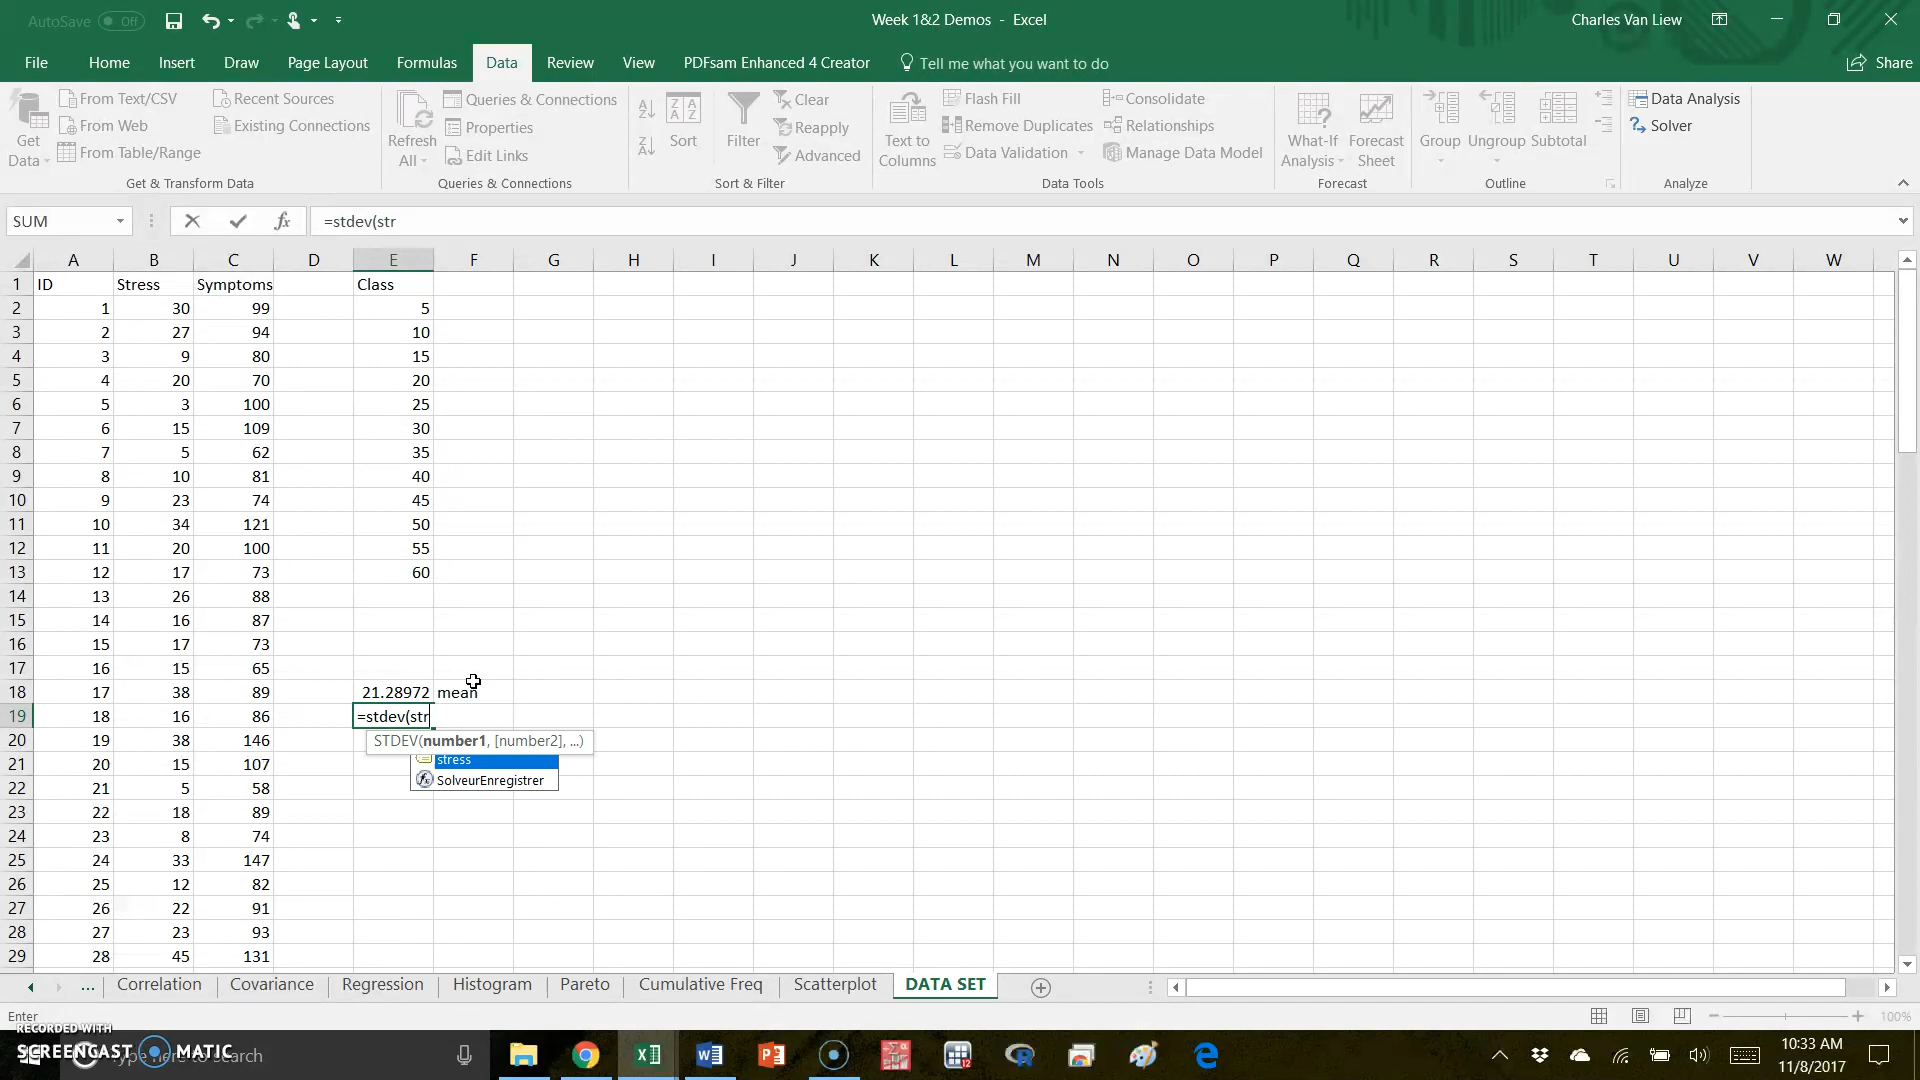 AutoSave Off
Week 1&2 Demos - Excel
Charles Van Liew
File Home Insert Draw Page Layout Formulas Data Review View PDFsam Enhanced 4 Creator Tell me what you want to do
Share
Get Data
From Text/CSV
From Web
From Table/Range
Recent Sources
Existing Connections
Get & Transform Data
Refresh All
Queries & Connections
Properties
Edit Links
Queries & Connections
Sort
Filter
Clear
Reapply
Advanced
Sort & Filter
Text to Columns
Flash Fill
Remove Duplicates
Data Validation
Consolidate
Relationships
Manage Data Model
Data Tools
What-If Analysis
Forecast Sheet
Forecast
Group
Ungroup
Subtotal
Outline
Data Analysis
Solver
Analyze
SUM
fx
=stdev(str
A B C D E F G H I J K L M N O P Q R S T U V W
1 ID Stress Symptoms Class
2 1 30 99 5
3 2 27 94 10
4 3 9 80 15
5 4 20 70 20
6 5 3 100 25
7 6 15 109 30
8 7 5 62 35
9 8 10 81 40
10 9 23 74 45
11 10 34 121 50
12 11 20 100 55
13 12 17 73 60
14 13 26 88
15 14 16 87
16 15 17 73
17 16 15 65
18 17 38 89 21.28972 mean
19 18 16 86 =stdev(str
20 19 38 146 STDEV(number1, [number2], ...)
21 20 15 107 stress
22 21 5 58 SolveurEnregistrer
23 22 18 89
24 23 8 74
25 24 33 147
26 25 12 82
27 26 22 91
28 27 23 93
29 28 45 131
... Correlation Covariance Regression Histogram Pareto Cumulative Freq Scatterplot DATA SET
Enter
100%
RECORDED WITH
SCREENCAST MATIC
Type here to search
10:33 AM
11/8/2017